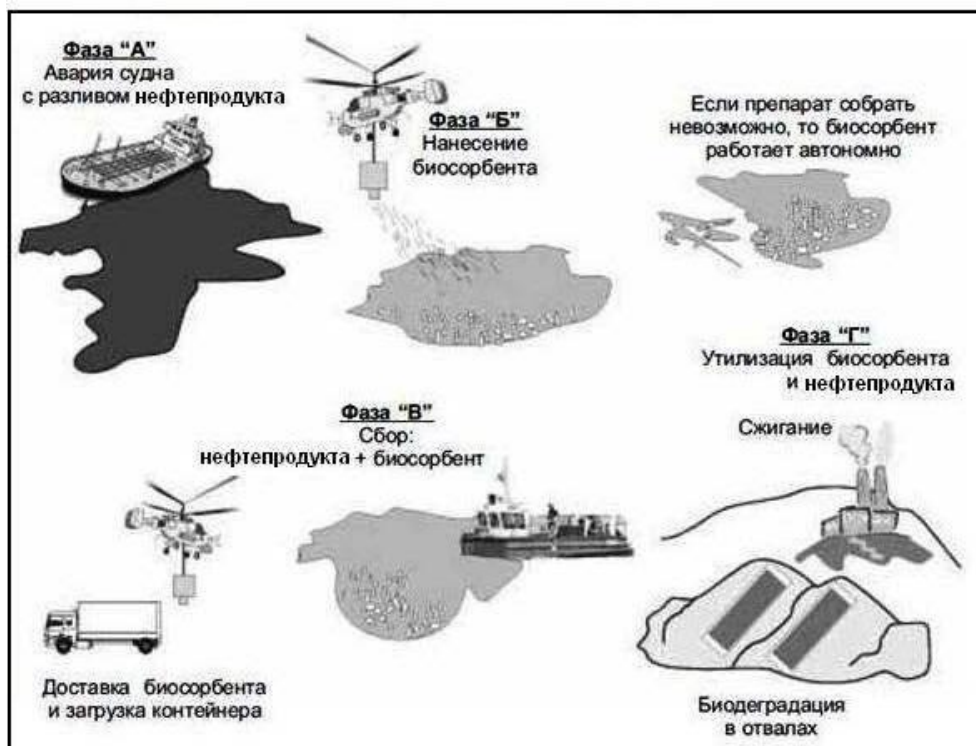 Фаза "А"
Авария судна
с разливом нефтепродукта
Фаза "Б"
Нанесение
биосорбента
Если препарат собрать
невозможно, то биосорбент
работает автономно
Фаза "В"
Сбор:
нефтепродукта + биосорбент
Фаза "Г"
Утилизация биосорбента
и нефтепродукта
Сжигание
Доставка биосорбента
и загрузка контейнера
Биодеградация
в отвалах